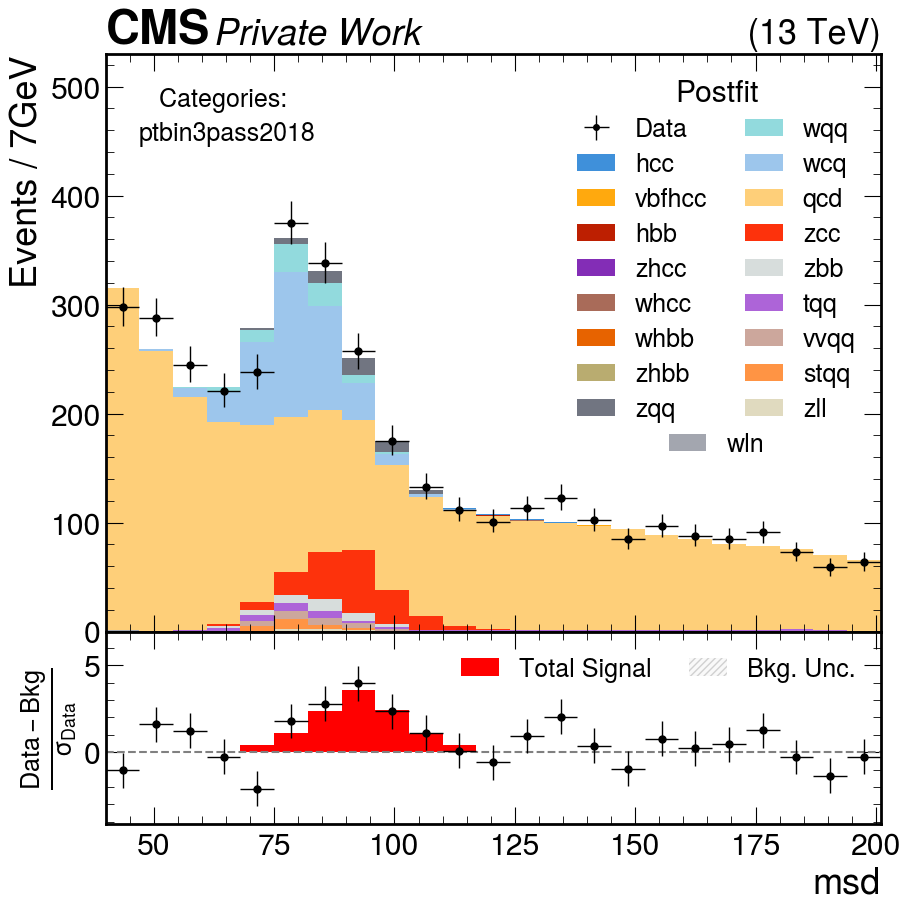 CMS Private Work (13 TeV)
Events / 7GeV
500
400
300
200
100
0
Categories:
ptbin3pass2018
Postfit
Data wqq
hcc wcq
vbfhcc qcd
hbb zcc
zhcc zbb
whcc tqq
whbb vvqq
zhbb stqq
zqq zll
wln
Data – Bkg
σData
5
0
Total Signal Bkg. Unc.
50 75 100 125 150 175 200
msd